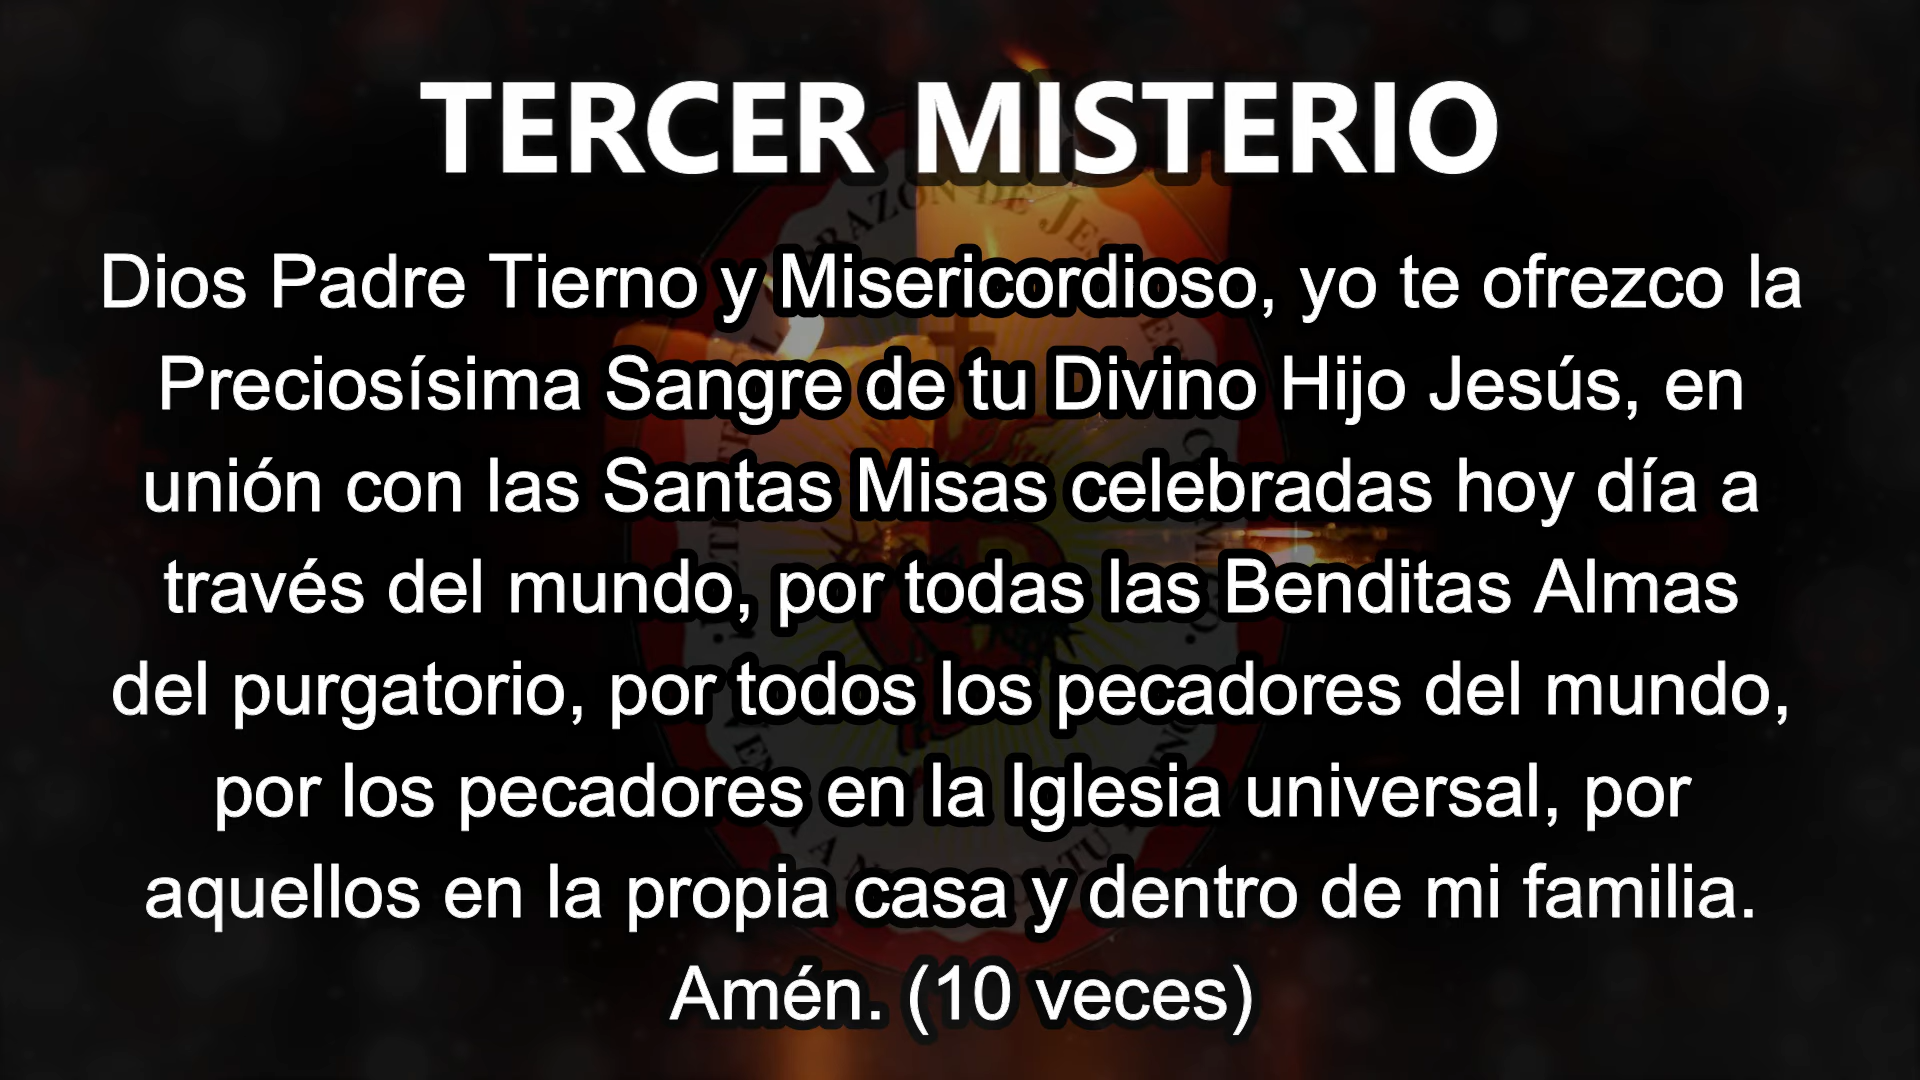 TERCER MISTERIO
Dios Padre Tierno y Misericordioso, yo te ofrezco la
Preciosísima Sangre de tu Divino Hijo Jesús, en
unión con las Santas Misas celebradas hoy día a
través del mundo, por todas las Benditas Almas
del purgatorio, por todos los pecadores del mundo,
por los pecadores en la Iglesia universal, por
aquellos en la propia casa y dentro de mi familia.
Amén. (10 veces)